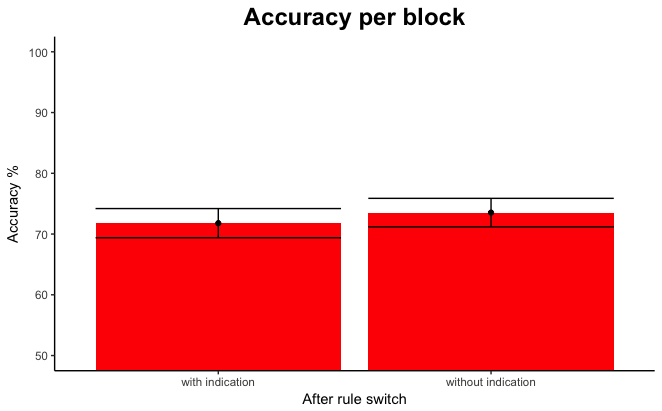 Accuracy per block
Accuracy %
100
90
80
70
60
50
with indication
without indication
After rule switch